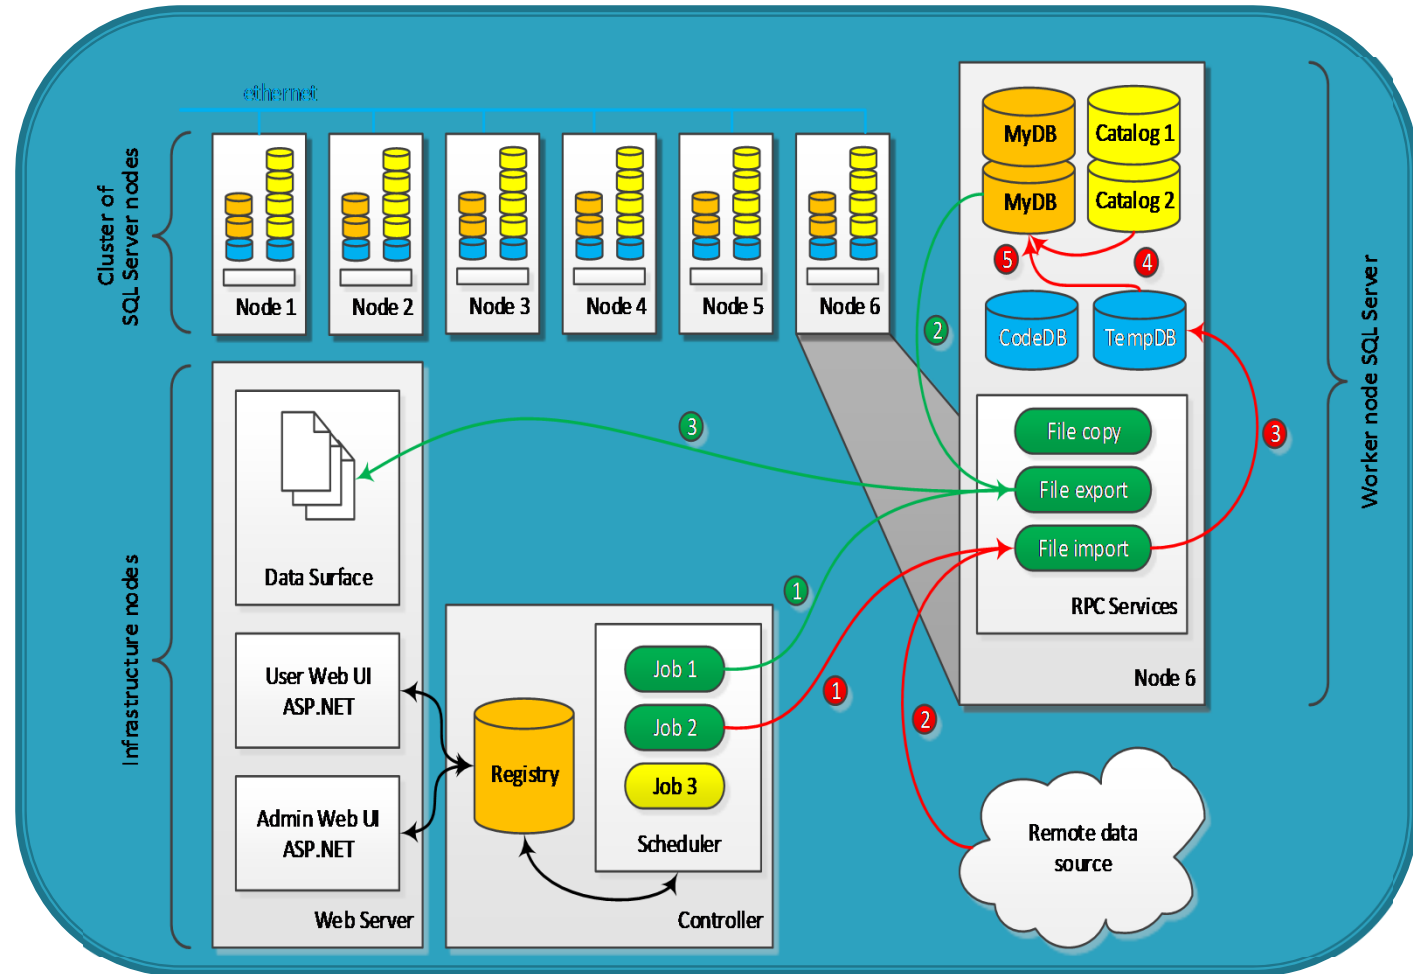 ethernet
Cluster of
SQL Server nodes
Node 1
Node 2
Node 3
Node 4
Node 5
Node 6
MyDB
Catalog 1
MyDB
Catalog 2
5
4
CodeDB
TempDB
2
3
3
File copy
File export
File import
RPC Services
Node 6
Worker node SQL Server
Infrastructure nodes
Data Surface
User Web UI
ASP.NET
Admin Web UI
ASP.NET
Web Server
Registry
Job 1
Job 2
Job 3
Scheduler
Controller
1
1
2
Remote data
source